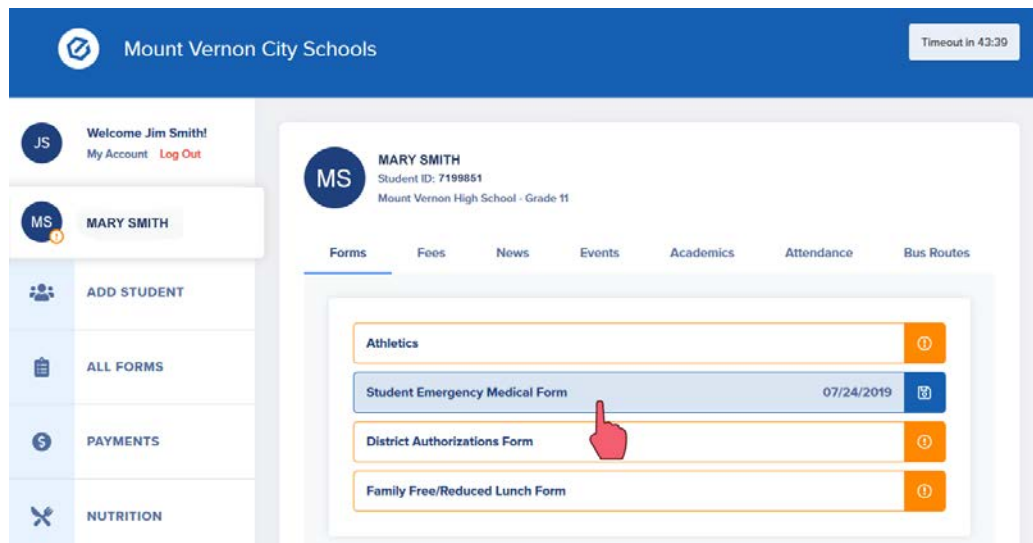 Mount Vernon City Schools
Timeout in 43:39
JS
Welcome Jim Smith!
My Account Log Out
MS
MARY SMITH
ADD STUDENT
ALL FORMS
PAYMENTS
NUTRITION
MS
MARY SMITH
Student ID: 7199851
Mount Vernon High School - Grade 11
Forms Fees News Events Academics Attendance Bus Routes
Athletics
Student Emergency Medical Form 07/24/2019
District Authorizations Form
Family Free/Reduced Lunch Form